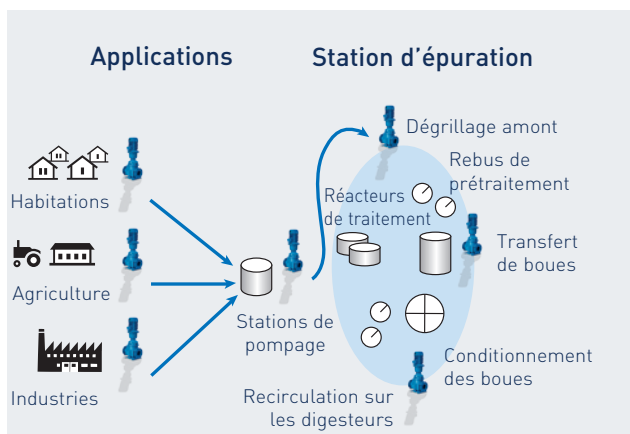 Applications
Station d'épuration
Dégrillage amont
Rebus de
prétraitement
Réacteurs
de traitement
Habitations
Transfert
de boues
Agriculture
Stations de
pompage
Conditionnement
des boues
Industries
Recirculation sur
les digesteurs